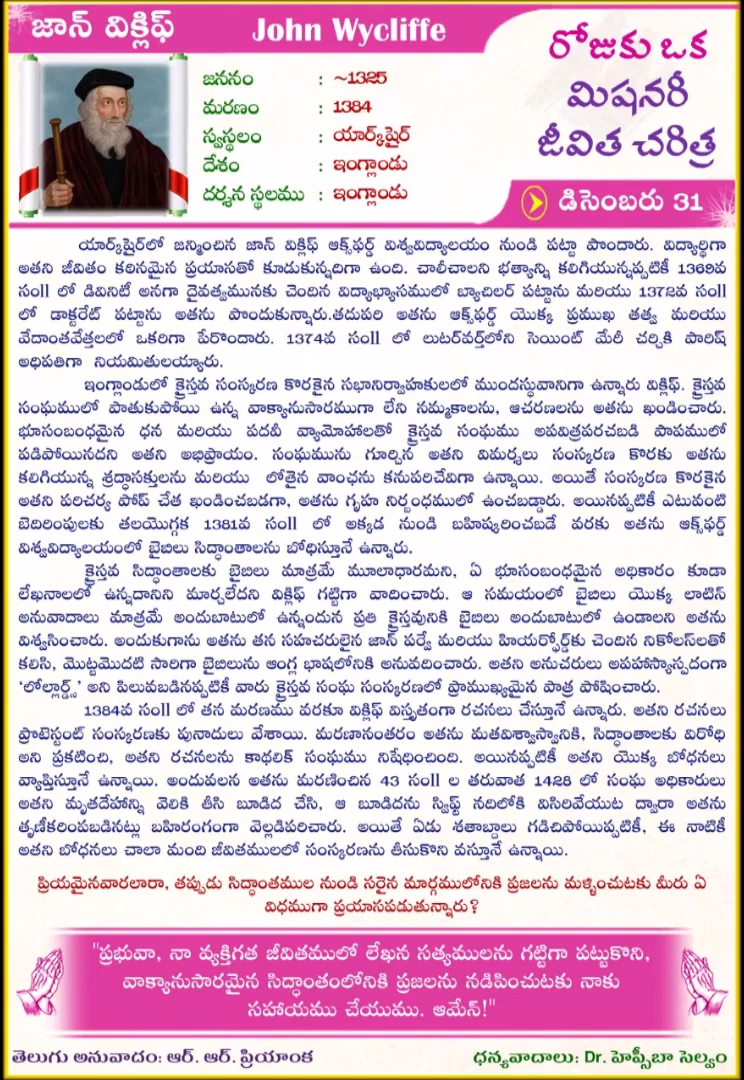 జాన్ విక్లిఫ్ John Wycliffe
రోజుకు ఒక
మిషనరీ
జీవిత చరిత్ర
జననం : ~1325
మరణం : 1384
స్వస్థలం : యార్క్‌షైర్
దేశం : ఇంగ్లాండు
దర్శన స్థలము : ఇంగ్లాండు
డిసెంబరు 31
యార్క్‌షైర్‌లో జన్మించిన జాన్ విక్లిఫ్ ఆక్స్‌ఫర్డ్ విశ్వవిద్యాలయం నుండి పట్టా పొందారు. విద్యార్థిగా
అతని జీవితం కఠినమైన ప్రయాసతో కూడుకున్నదిగా ఉంది. చాలీచాలని భత్యాన్ని కలిగియున్నప్పటికీ 1369వ
సంll లో డివినిటీ అనగా దైవత్వమునకు చెందిన విద్యాభ్యాసములో బ్యాచిలర్ పట్టాను మరియు 1372వ సంll
లో డాక్టరేట్ పట్టాను అతను పొందుకున్నారు.తదుపరి అతను ఆక్స్‌ఫర్డ్ యొక్క ప్రముఖ తత్వ మరియు
వేదాంతవేత్తలలో ఒకరిగా పేరొందారు. 1374వ సంll లో లుటర్‌వర్త్‌లోని సెయింట్ మేరీ చర్చికి పారిష్
అధిపతిగా నియమితులయ్యారు.
ఇంగ్లాండులో క్రైస్తవ సంస్కరణ కొరకైన సభానిర్వాహకులలో ముందస్థువానిగా ఉన్నారు విక్లిఫ్. క్రైస్తవ
సంఘములో పాతుకుపోయి ఉన్న వాక్యానుసారముగా లేని నమ్మకాలను, ఆచరణలను అతను ఖండించారు.
భూసంబంధమైన ధన మరియు పదవీ వ్యామోహాలతో క్రైస్తవ సంఘము అపవిత్రపరచబడి పాపములో
పడిపోయినదని అతని అభిప్రాయం. సంఘమును గూర్చిన అతని విమర్శలు సంస్కరణ కొరకు అతను
కలిగియున్న శ్రద్ధాసక్తులను మరియు లోతైన వాంఛను కనుపరిచేవిగా ఉన్నాయి. అయితే సంస్కరణ కొరకైన
అతని పరిచర్య పోప్ చేత ఖండించబడగా, అతను గృహ నిర్బంధములో ఉంచబడ్డారు. అయినప్పటికీ ఎటువంటి
బెదిరింపులకు తలయొగ్గక 1381వ సంll లో అక్కడ నుండి బహిష్కరించబడే వరకు అతను ఆక్స్‌ఫర్డ్
విశ్వవిద్యాలయంలో బైబిలు సిద్ధాంతాలను బోధిస్తూనే ఉన్నారు.
క్రైస్తవ సిద్ధాంతాలకు బైబిలు మాత్రమే మూలాధారమని, ఏ భూసంబంధమైన అధికారం కూడా
లేఖనాలలో ఉన్నదానిని మార్చలేదని విక్లిఫ్ గట్టిగా వాదించారు. ఆ సమయంలో బైబిలు యొక్క లాటిన్
అనువాదాలు మాత్రమే అందుబాటులో ఉన్నందున ప్రతి క్రైస్తవునికి బైబిలు అందుబాటులో ఉండాలని అతను
విశ్వసించారు. అందుకుగాను అతను తన సహచరులైన జాన్ పర్వే మరియు హియర్ఫోర్డ్‌కు చెందిన నికోలస్‌లతో
కలిసి, మొట్టమొదటి సారిగా బైబిలును ఆంగ్ల భాషలోనికి అనువదించారు. అతని అనుచరులు అపహాస్యాస్పదంగా
'లోల్లార్డ్స్' అని పిలువబడినప్పటికీ వారు క్రైస్తవ సంఘ సంస్కరణలో ప్రాముఖ్యమైన పాత్ర పోషించారు.
1384వ సంll లో తన మరణము వరకూ విక్లిఫ్ విస్తృతంగా రచనలు చేస్తూనే ఉన్నారు. అతని రచనలు
ప్రొటెస్టంట్ సంస్కరణకు పునాదులు వేశాయి. మరణానంతరం అతను మతవిశ్వాస్వానికి, సిద్ధాంతాలకు విరోధి
అని ప్రకటించి, అతని రచనలను కాథలిక్ సంఘము నిషేధించింది. అయినప్పటికీ అతని యొక్క బోధనలు
వ్యాప్తిస్తూనే ఉన్నాయి. అందువలన అతను మరణించిన 43 సంll ల తరువాత 1428 లో సంఘ అధికారులు
అతని మృతదేహాన్ని వెలికి తీసి బూడిద చేసి, ఆ బూడిదను స్విఫ్ట్ నదిలోకి విసిరివేయుట ద్వారా అతను
తృణీకరింపబడినట్లు బహిరంగంగా వెల్లడిపరిచారు. అయితే ఏడు శతాబ్దాలు గడిచిపోయిప్పటికీ, ఈ నాటికీ
అతని బోధనలు చాలా మంది జీవితములలో సంస్కరణను తీసుకొని వస్తూనే ఉన్నాయి.
ప్రియమైనవారలారా, తప్పుడు సిద్ధాంతముల నుండి సరైన మార్గములోనికి ప్రజలను మళ్ళించుటకు మీరు ఏ
విధముగా ప్రయాసపడుతున్నారు?
"ప్రభువా, నా వ్యక్తిగత జీవితములో లేఖన సత్యములను గట్టిగా పట్టుకొని,
వాక్యానుసారమైన సిద్ధాంతంలోనికి ప్రజలను నడిపించుటకు నాకు
సహాయము చేయుము. ఆమేన్!"
తెలుగు అనువాదం: ఆర్. ఆర్. ప్రియాంక ధన్యవాదాలు: Dr. హెప్సీబా సెల్వం